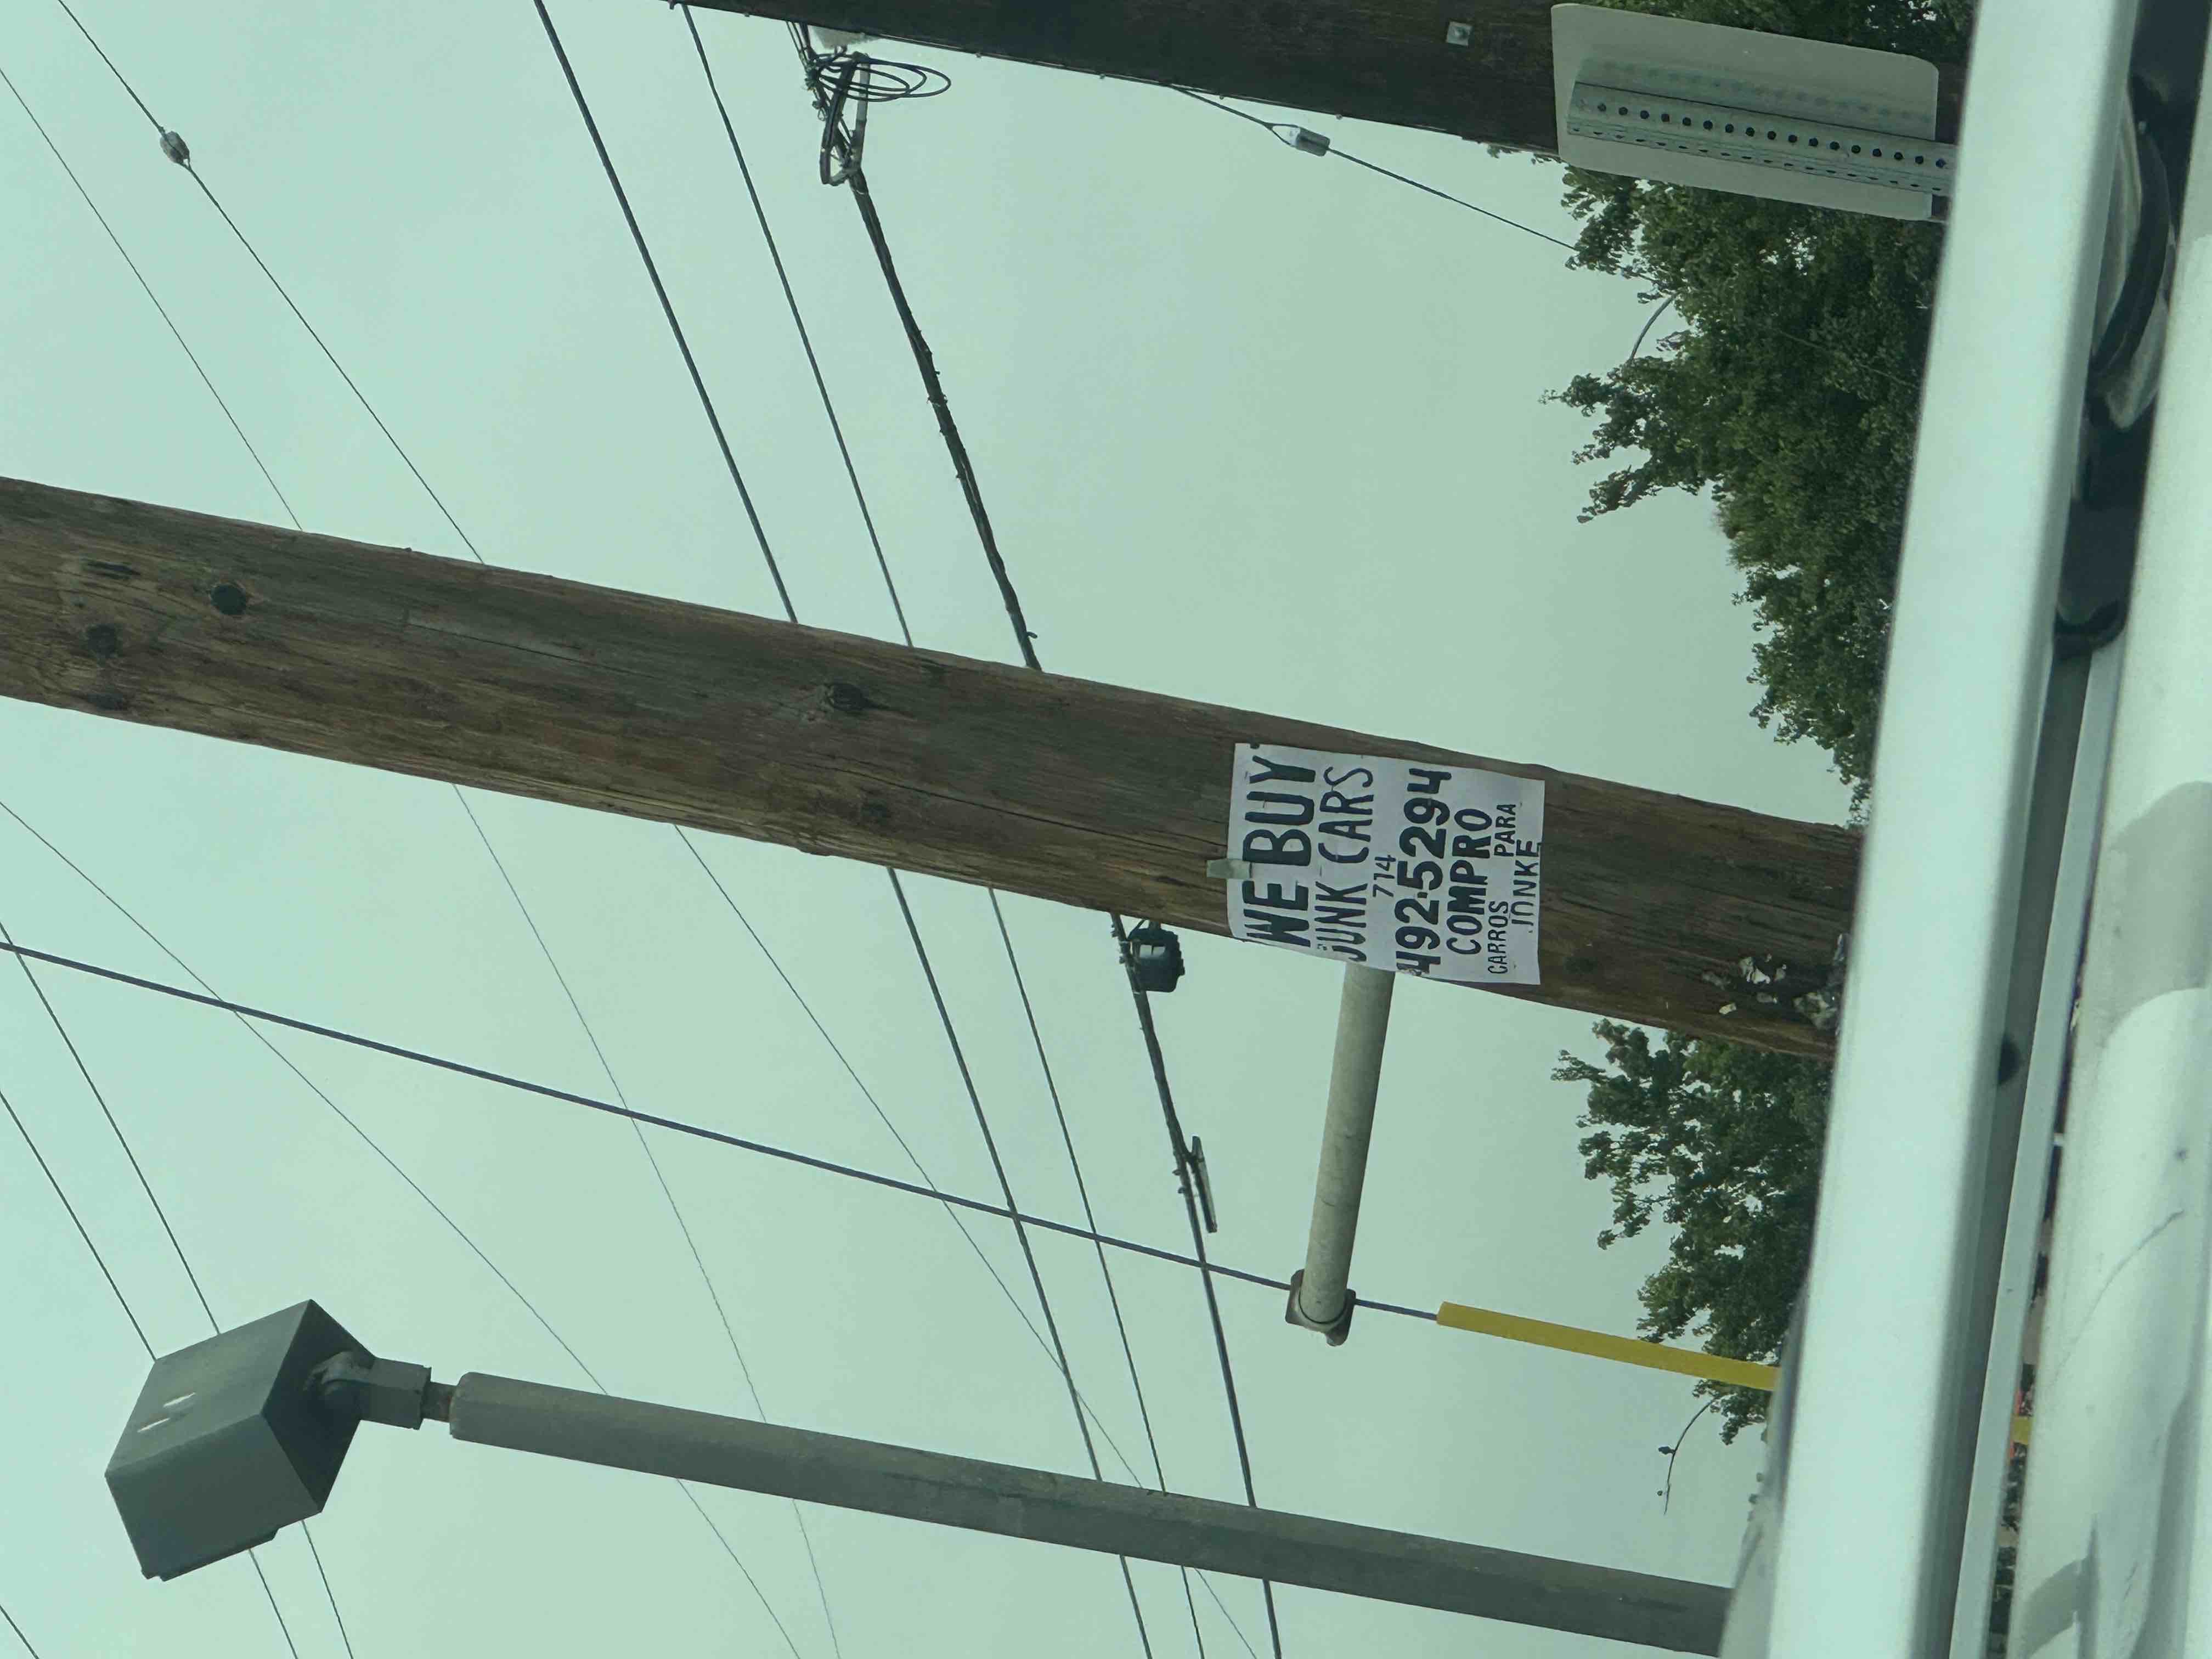 WE BUY
JUNK CARS
714
492-5294
COMPRO
CARROS PARA
JONKE